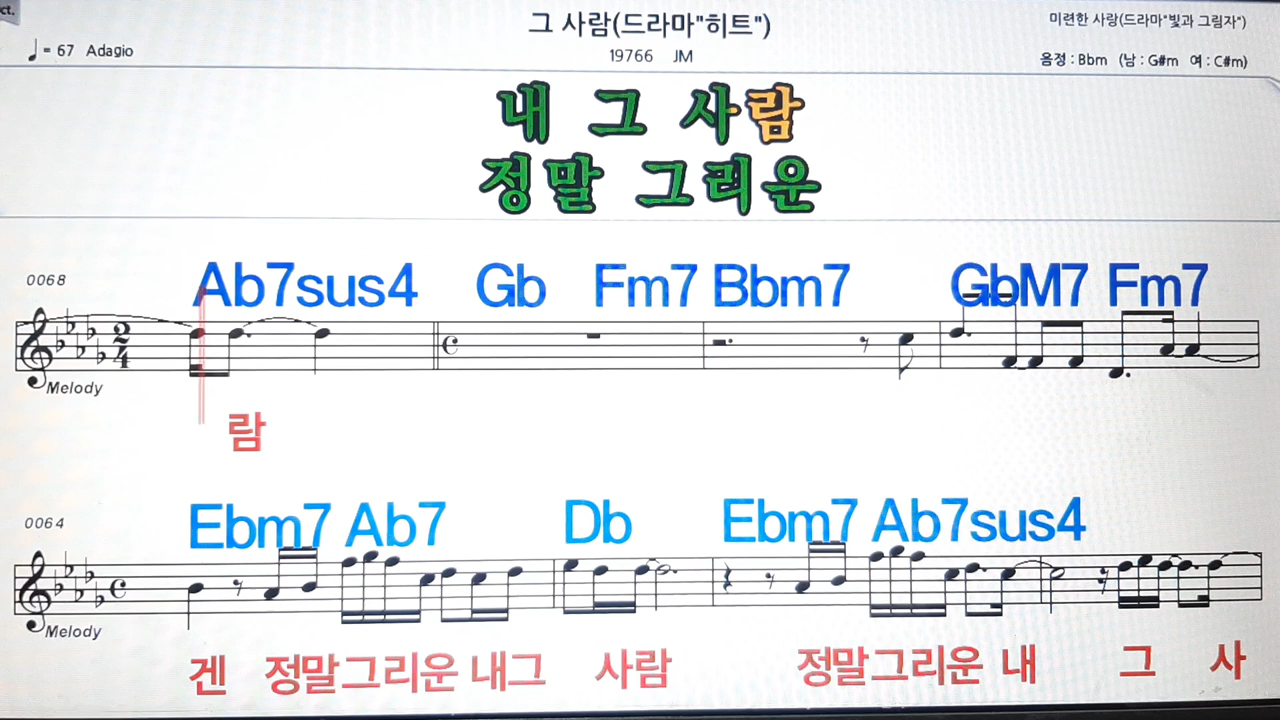 ct.
그 사람(드라마"히트")
미련한 사랑(드라마"빛과 그림자")
♩= 67 Adagio
19766 JM
음정 : Bbm (남 : G#m 여 : C#m)
내 그 사람
정말 그리운
0068
Ab7sus4 Gb Fm7 Bbm7 GbM7 Fm7
2
4
Melody
람
0064
Ebm7 Ab7 Db Ebm7 Ab7sus4
Melody
겐 정말그리운 내그 사람 정말그리운 내 그 사